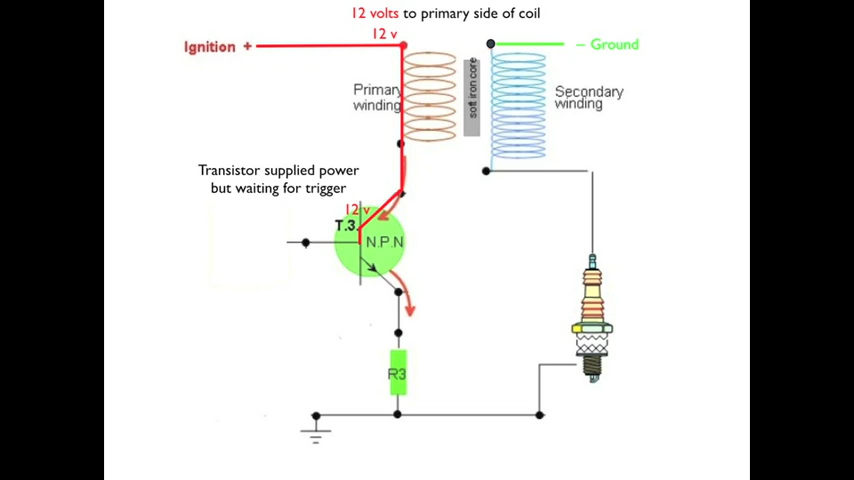 12 volts to primary side of coil
12 v
Ignition +
– Ground
Primary
winding
soft iron core
Secondary
winding
Transistor supplied power
but waiting for trigger
12 v
T.3.
N.P.N
R3